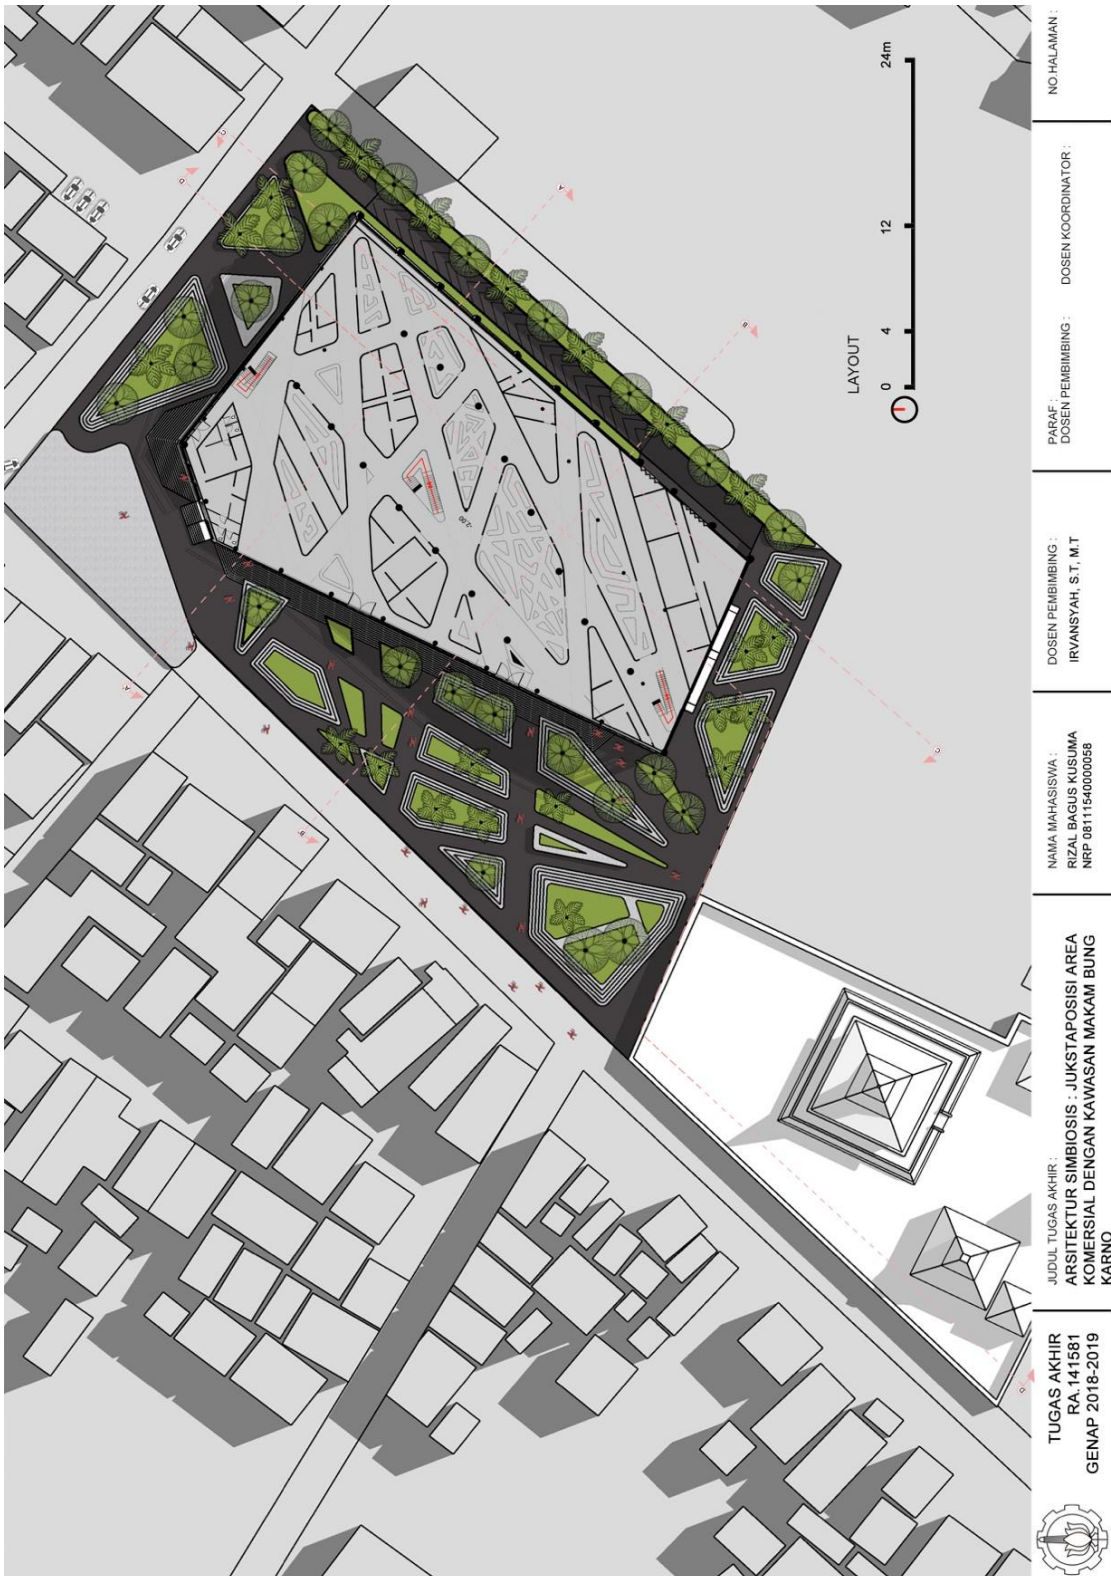 TUGAS AKHIR
RA.141581
GENAP 2018-2019
JUDUL TUGAS AKHIR :
ARSITEKTUR SIMBIOSIS : JUKSTAPOSISI AREA
KOMERSIAL DENGAN KAWASAN MAKAM BUNG
KARNO
NAMA MAHASISWA :
RIZAL BAGUS KUSUMA
NRP 08111540000058
DOSEN PEMBIMBING :
IRVANSYAH, S.T, M.T
PARAF :
DOSEN PEMBIMBING :
DOSEN KOORDINATOR :
NO.HALAMAN :
LAYOUT
0 4 12 24m
-2,00
A
A
B
B
C
C
D
D